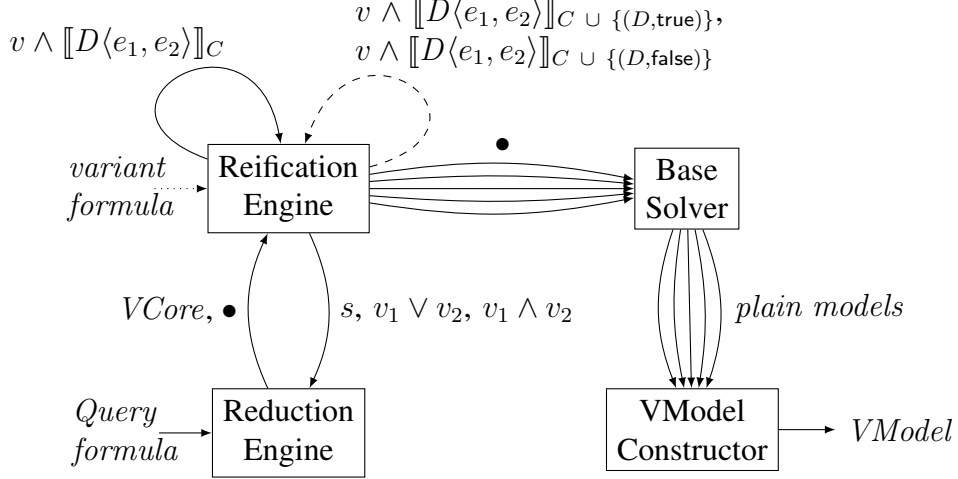 v ∧ ⟦D⟨e₁, e₂⟩⟧_{C ∪ {(D,true)}},
v ∧ ⟦D⟨e₁, e₂⟩⟧_C
v ∧ ⟦D⟨e₁, e₂⟩⟧_{C ∪ {(D,false)}}
variant
formula
Reification
Engine
•
Base
Solver
VCore, •
s, v₁ ∨ v₂, v₁ ∧ v₂
plain models
Query
formula
Reduction
Engine
VModel
Constructor
VModel